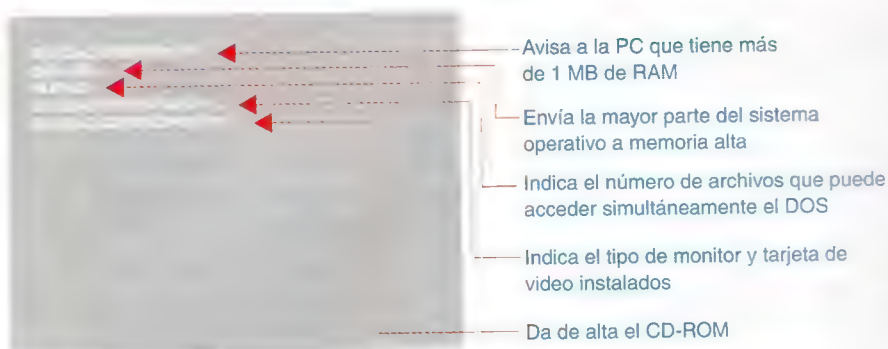 Avisa a la PC que tiene más
de 1 MB de RAM
Envía la mayor parte del sistema
operativo a memoria alta
Indica el número de archivos que puede
acceder simultáneamente el DOS
Indica el tipo de monitor y tarjeta de
video instalados
Da de alta el CD-ROM